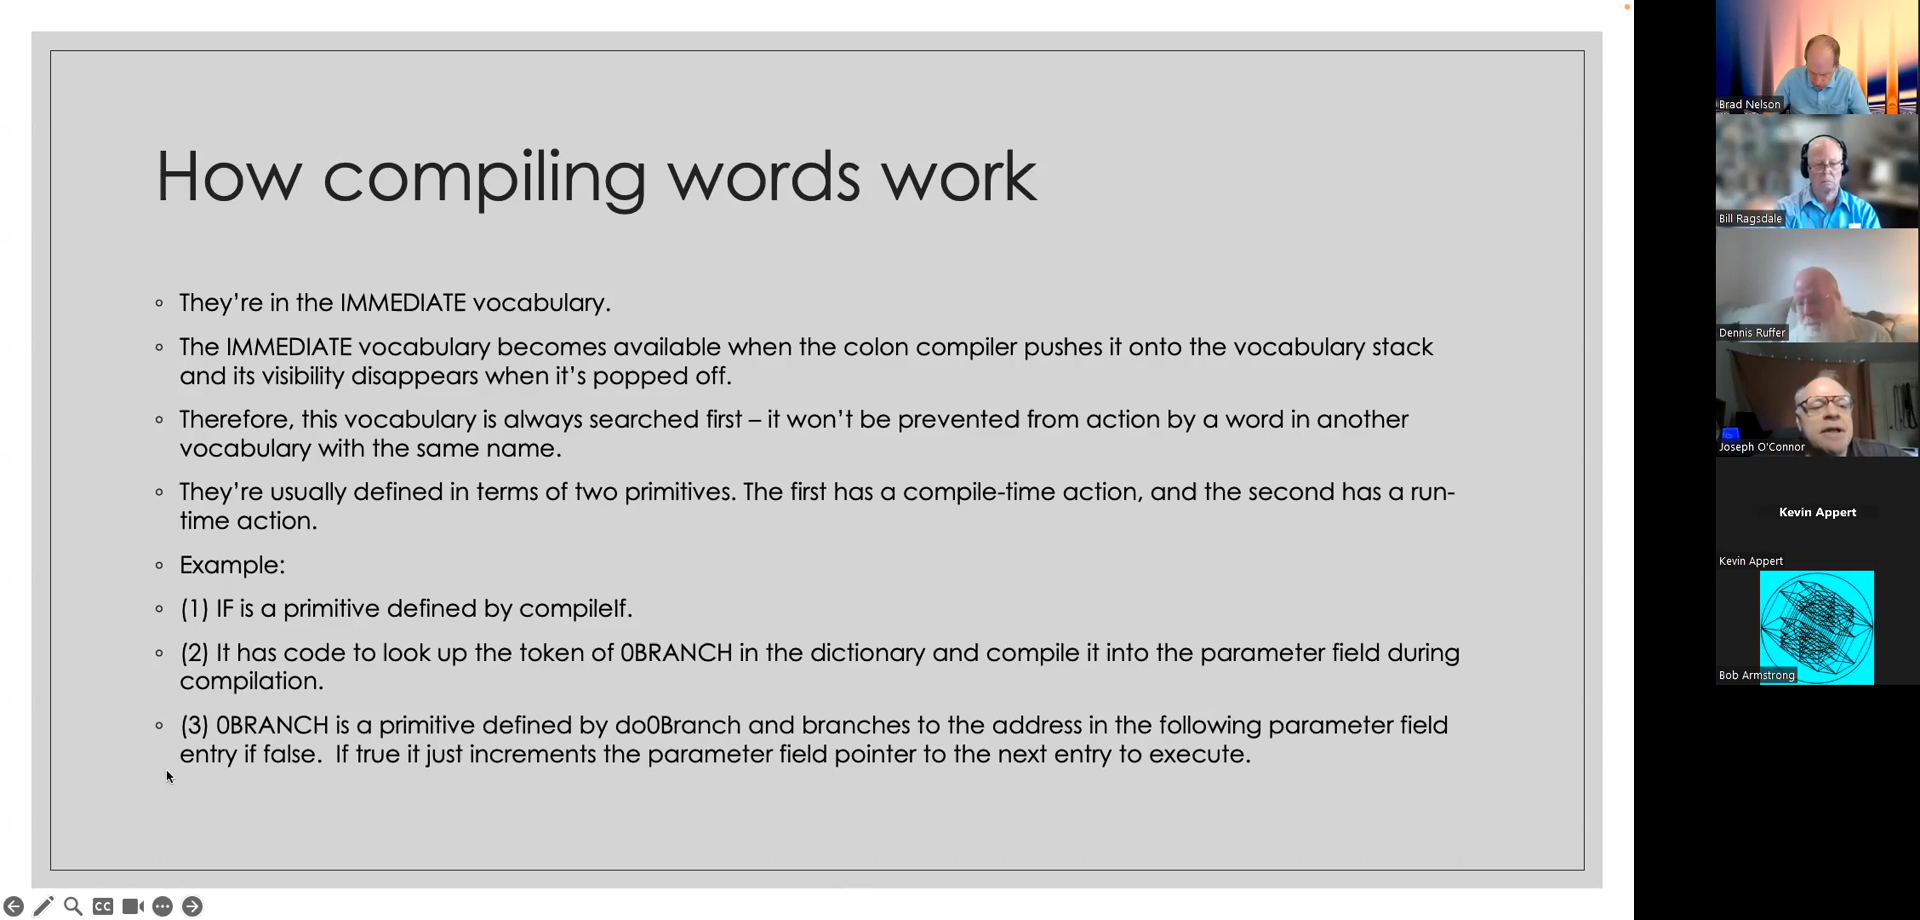 How compiling words work
They’re in the IMMEDIATE vocabulary.
The IMMEDIATE vocabulary becomes available when the colon compiler pushes it onto the vocabulary stack
and its visibility disappears when it’s popped off.
Therefore, this vocabulary is always searched first – it won’t be prevented from action by a word in another
vocabulary with the same name.
They’re usually defined in terms of two primitives. The first has a compile-time action, and the second has a run-
time action.
Example:
(1) IF is a primitive defined by compileIf.
(2) It has code to look up the token of 0BRANCH in the dictionary and compile it into the parameter field during
compilation.
(3) 0BRANCH is a primitive defined by do0Branch and branches to the address in the following parameter field
entry if false.  If true it just increments the parameter field pointer to the next entry to execute.
CC
Brad Nelson
Bill Ragsdale
Dennis Ruffer
Joseph O'Connor
Kevin Appert
Kevin Appert
Bob Armstrong